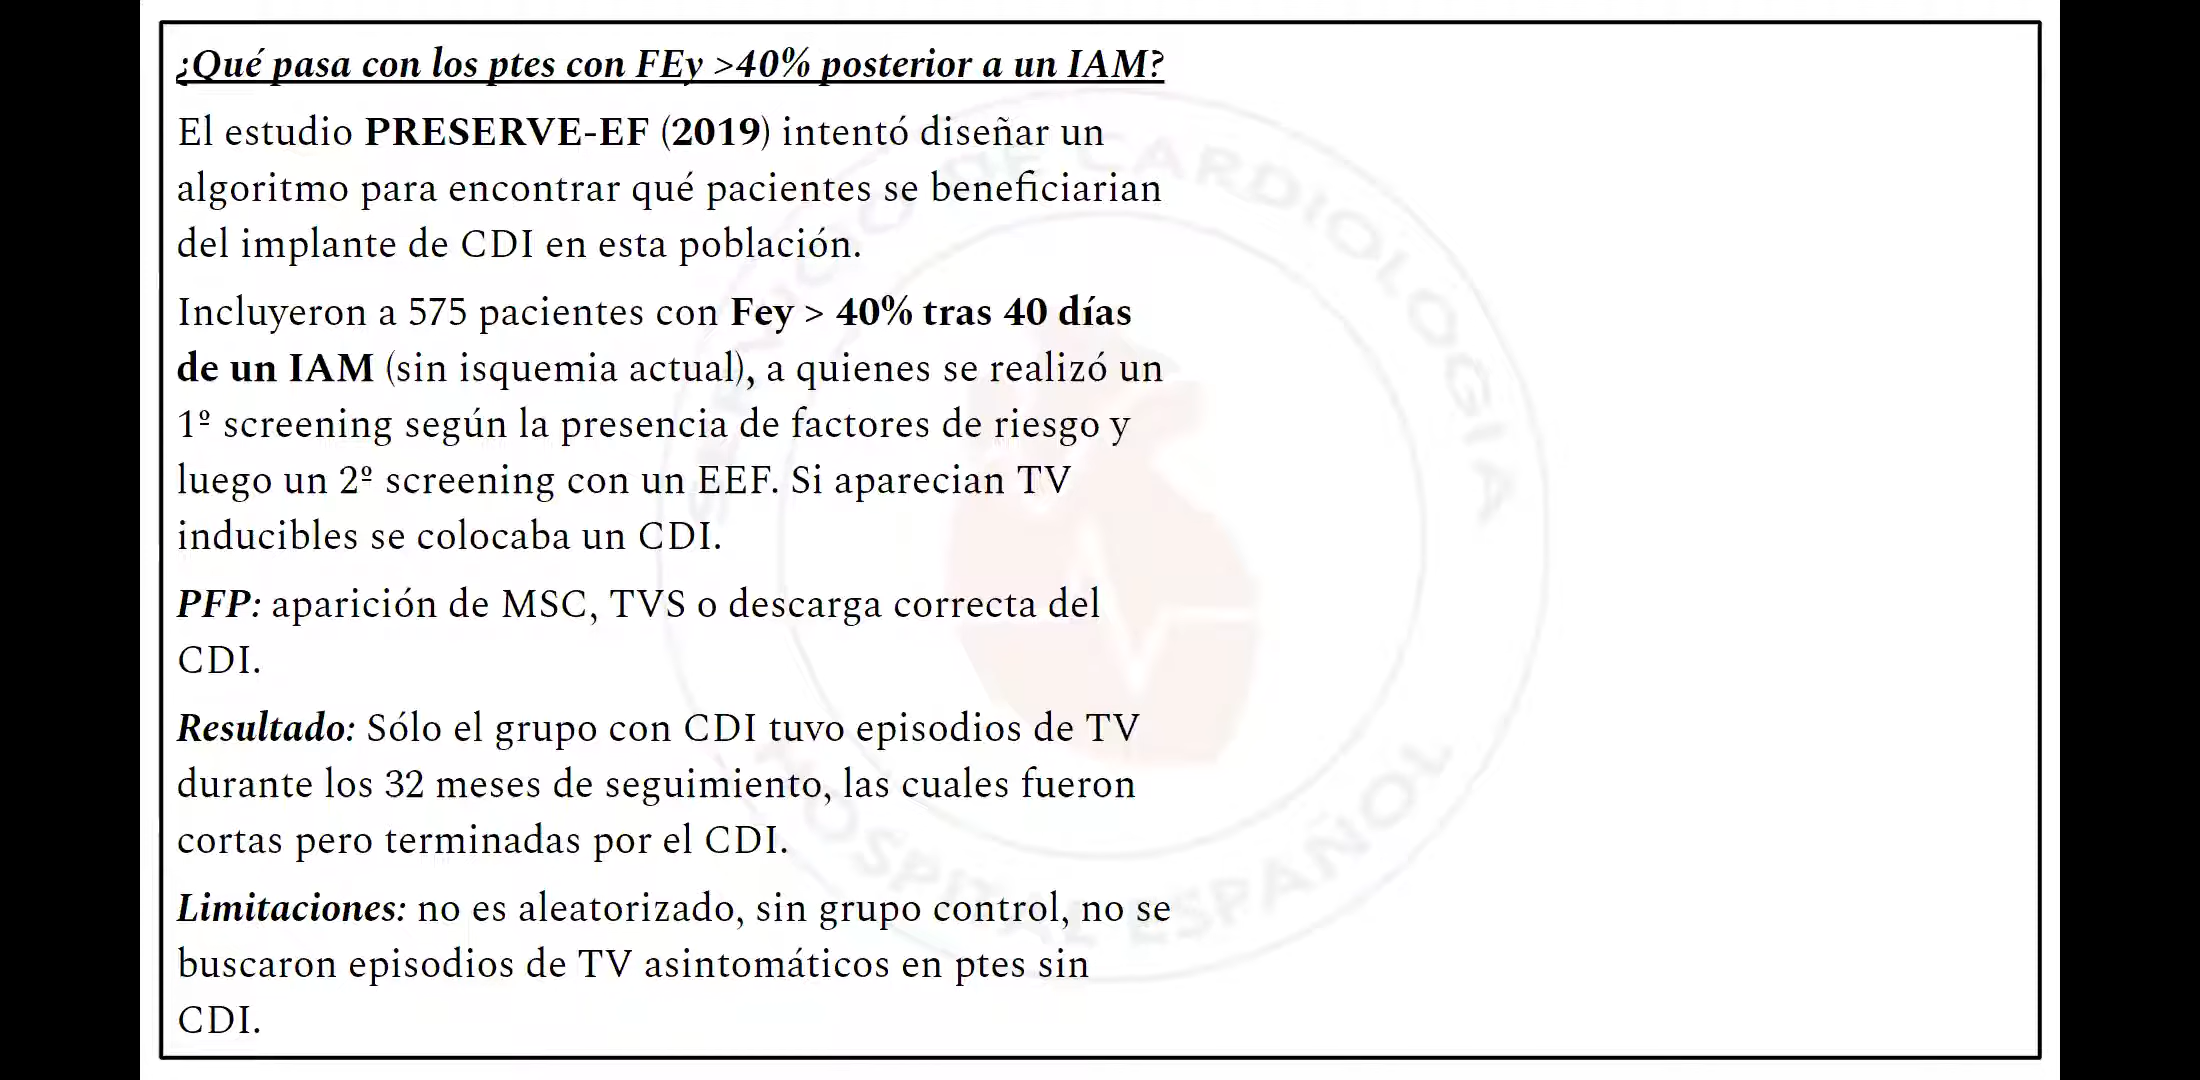 ¿Qué pasa con los ptes con FEy >40% posterior a un IAM?
El estudio PRESERVE-EF (2019) intentó diseñar un
algoritmo para encontrar qué pacientes se beneficiarian
del implante de CDI en esta población.
Incluyeron a 575 pacientes con Fey > 40% tras 40 días
de un IAM (sin isquemia actual), a quienes se realizó un
1º screening según la presencia de factores de riesgo y
luego un 2º screening con un EEF. Si aparecian TV
inducibles se colocaba un CDI.
PFP: aparición de MSC, TVS o descarga correcta del
CDI.
Resultado: Sólo el grupo con CDI tuvo episodios de TV
durante los 32 meses de seguimiento, las cuales fueron
cortas pero terminadas por el CDI.
Limitaciones: no es aleatorizado, sin grupo control, no se
buscaron episodios de TV asintomáticos en ptes sin
CDI.
SERVICIO DE CARDIOLOGIA
HOSPITAL ESPAÑOL